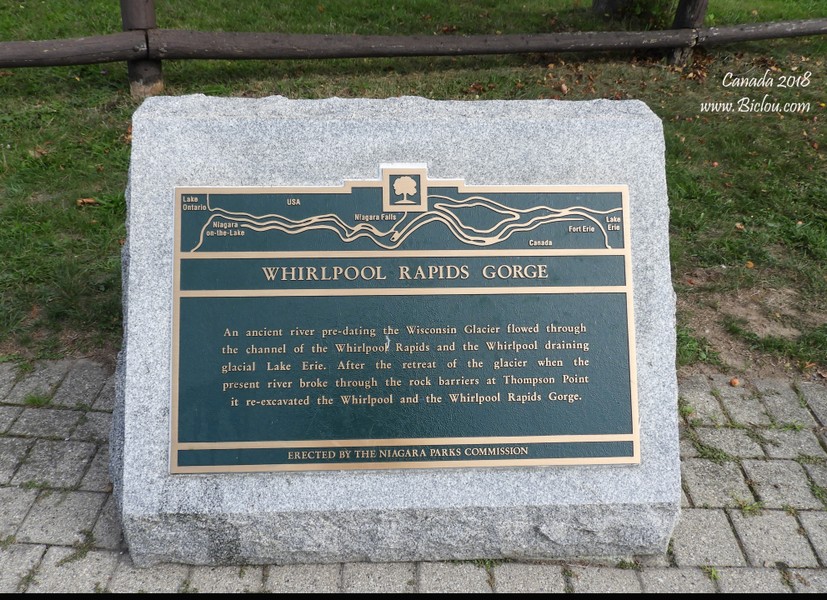 Canada 2018
www.Biclou.com
Lake
Ontario
USA
Niagara Falls
Niagara
on-the-Lake
Lake
Erie
Fort Erie
Canada
WHIRLPOOL RAPIDS GORGE
An ancient river pre-dating the Wisconsin Glacier flowed through
the channel of the Whirlpool Rapids and the Whirlpool draining
glacial Lake Erie. After the retreat of the glacier when the
present river broke through the rock barriers at Thompson Point
it re-excavated the Whirlpool and the Whirlpool Rapids Gorge.
ERECTED BY THE NIAGARA PARKS COMMISSION